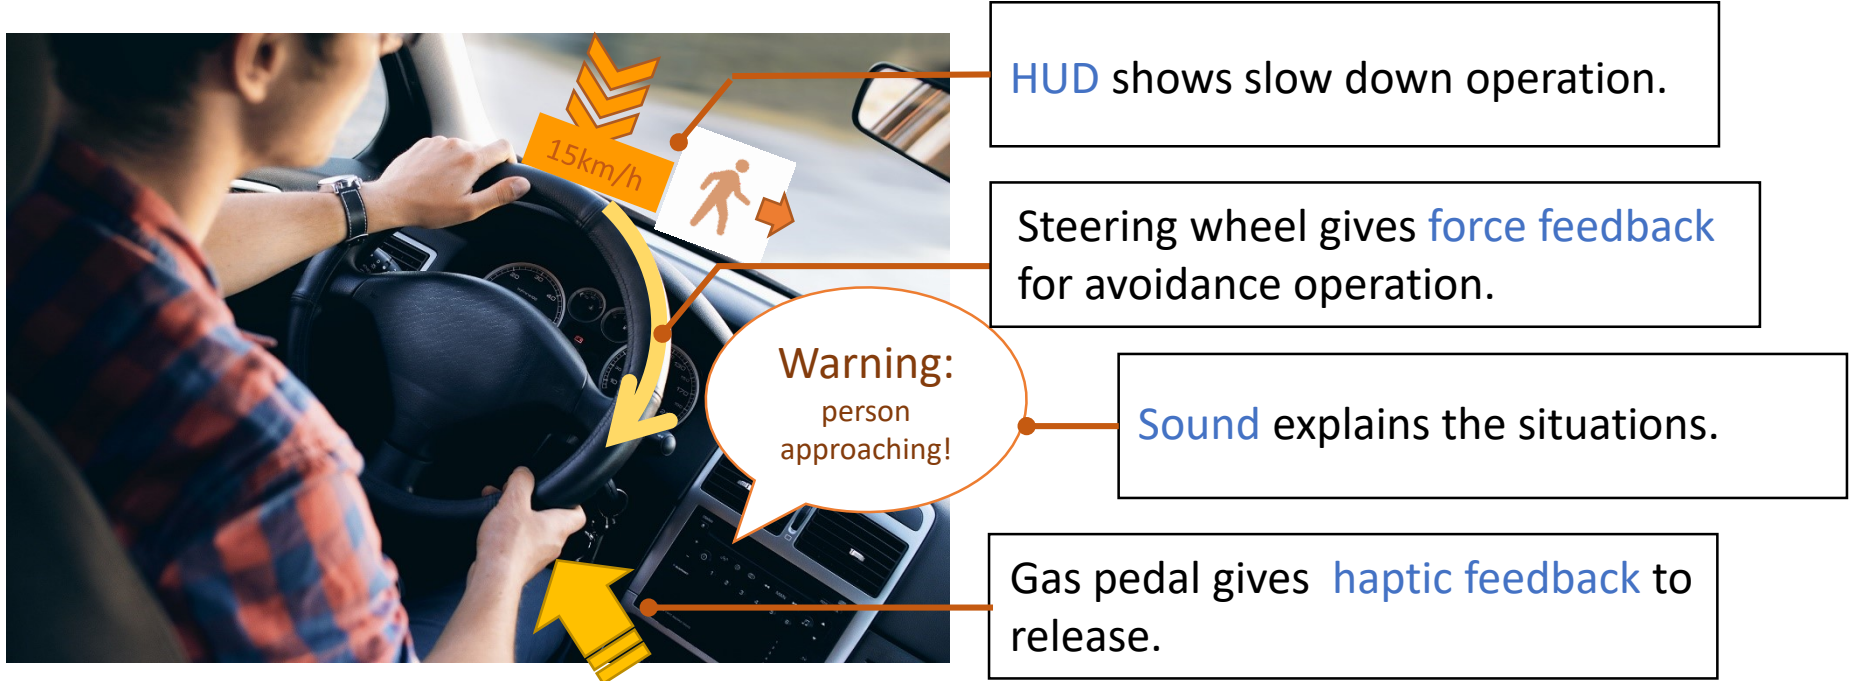 HUD shows slow down operation.
15km/h
Steering wheel gives force feedback
for avoidance operation.
Warning:
person
approaching!
Sound explains the situations.
Gas pedal gives  haptic feedback to
release.